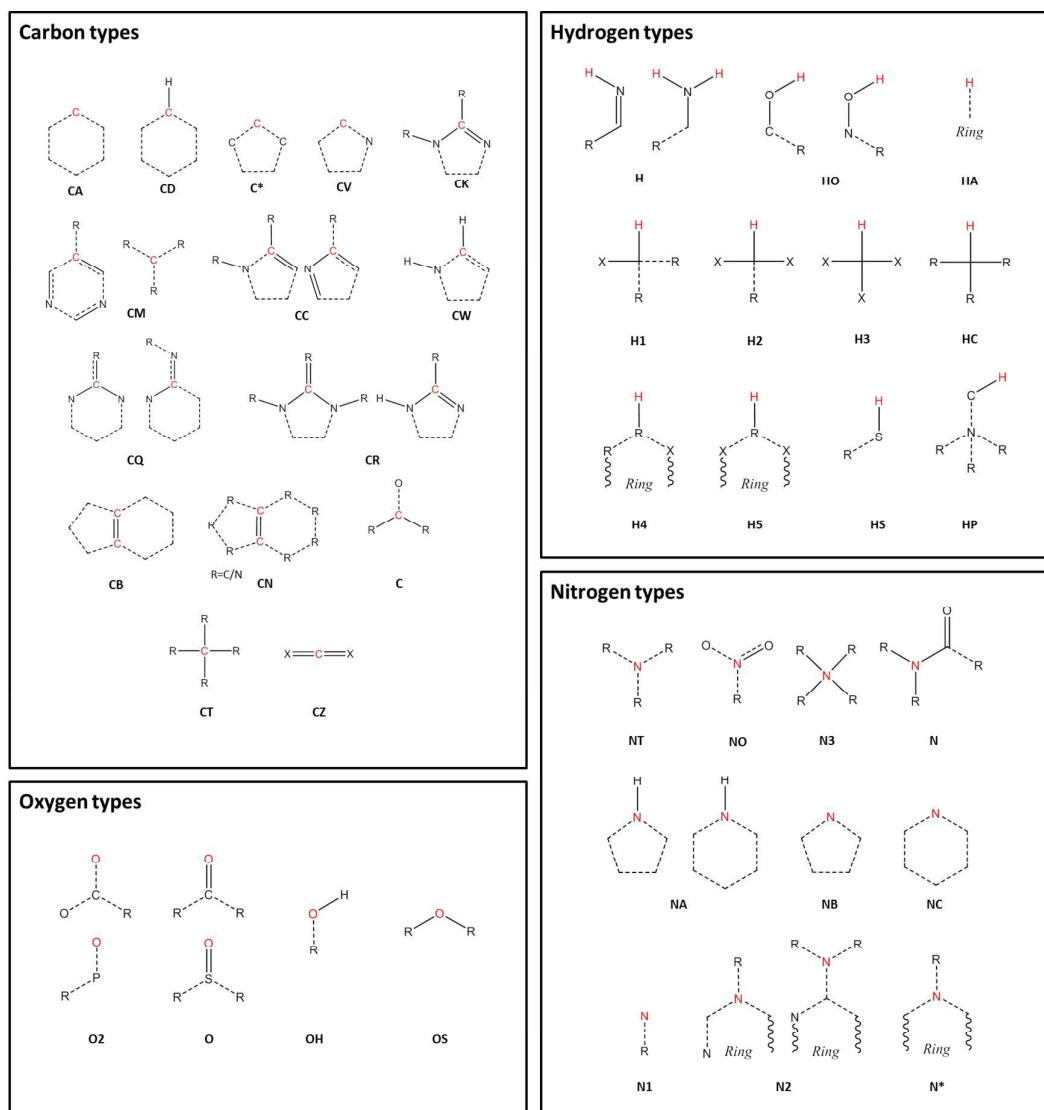 Carbon types
H
R
C C C C C
C C N R N N
CA CD C* CV CK
R R R H
R R C C C
C C R N N H N
N N R
CM CC CW
R R N R R
C C C C
N N N R N N R H N N
CQ CR
O
C C R R R C
C C R R R R
R=C/N
CB CN C
R
R C R X C X
R
CT CZ
Oxygen types
O O
C C O H
O R R R R R O R
O O
P S
R R R
O2 O OH OS
Hydrogen types
H H H H H H
N N O O
R R C R N R Ring
H HO HA
H H H H
X R X X X X R R
R R X R
H1 H2 H3 HC
H H H C H
R R X X R X R S R N R
R
Ring Ring
H4 H5 HS HP
Nitrogen types
O
R R O O R R R
N N N N R
R R R R R
NT NO N3 N
H H
N N N N
NA NB NC
R R R
R N R
N N N N
R N Ring Ring Ring
N1 N2 N*